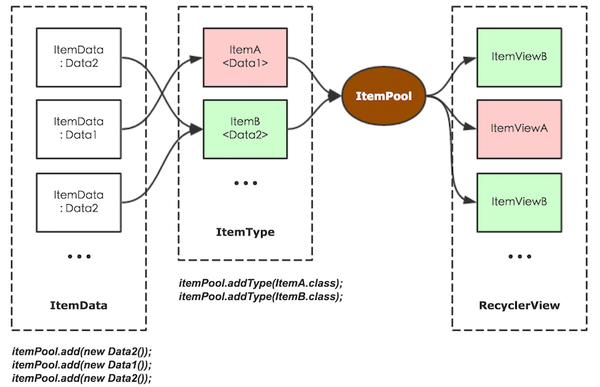 ItemData
: Data2
ItemData
: Data1
ItemData
: Data2
...
ItemData
itemPool.add(new Data2());
itemPool.add(new Data1());
itemPool.add(new Data2());
ItemA
<Data1>
ItemB
<Data2>
...
ItemType
itemPool.addType(ItemA.class);
itemPool.addType(ItemB.class);
ItemPool
ItemViewB
ItemViewA
ItemViewB
...
RecyclerView